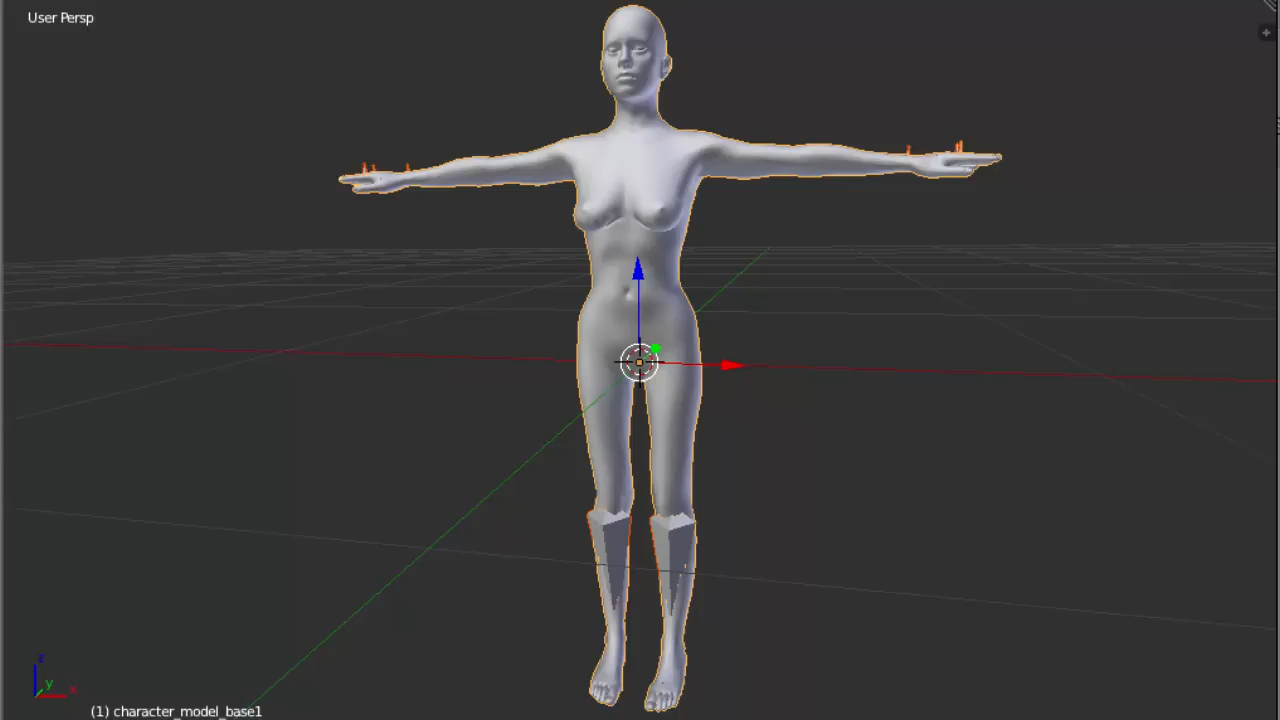 User Persp
z
y
x
(1) character_model_base1